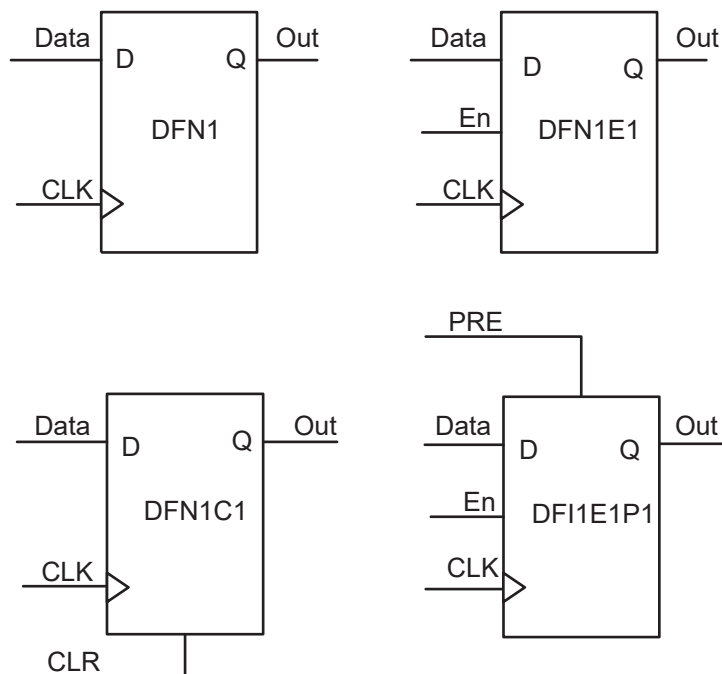 Data
D
Q
Out
DFN1
CLK
Data
D
Q
Out
En
DFN1E1
CLK
Data
D
Q
Out
DFN1C1
CLK
CLR
PRE
Data
D
Q
Out
En
DFI1E1P1
CLK